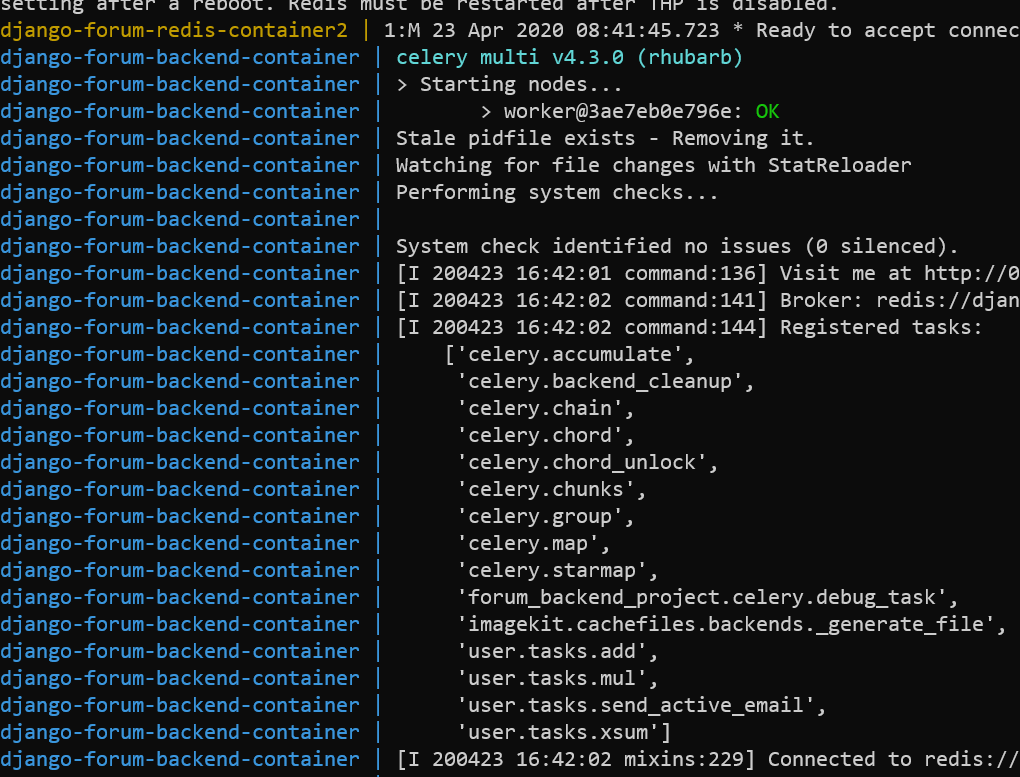 setting after a reboot. Redis must be restarted after THP is disabled.
django-forum-redis-container2 | 1:M 23 Apr 2020 08:41:45.723 * Ready to accept connec
django-forum-backend-container | celery multi v4.3.0 (rhubarb)
django-forum-backend-container | > Starting nodes...
django-forum-backend-container |       > worker@3ae7eb0e796e: OK
django-forum-backend-container | Stale pidfile exists - Removing it.
django-forum-backend-container | Watching for file changes with StatReloader
django-forum-backend-container | Performing system checks...
django-forum-backend-container |
django-forum-backend-container | System check identified no issues (0 silenced).
django-forum-backend-container | [I 200423 16:42:01 command:136] Visit me at http://0
django-forum-backend-container | [I 200423 16:42:02 command:141] Broker: redis://djan
django-forum-backend-container | [I 200423 16:42:02 command:144] Registered tasks:
django-forum-backend-container |     ['celery.accumulate',
django-forum-backend-container |      'celery.backend_cleanup',
django-forum-backend-container |      'celery.chain',
django-forum-backend-container |      'celery.chord',
django-forum-backend-container |      'celery.chord_unlock',
django-forum-backend-container |      'celery.chunks',
django-forum-backend-container |      'celery.group',
django-forum-backend-container |      'celery.map',
django-forum-backend-container |      'celery.starmap',
django-forum-backend-container |      'forum_backend_project.celery.debug_task',
django-forum-backend-container |      'imagekit.cachefiles.backends._generate_file',
django-forum-backend-container |      'user.tasks.add',
django-forum-backend-container |      'user.tasks.mul',
django-forum-backend-container |      'user.tasks.send_active_email',
django-forum-backend-container |      'user.tasks.xsum']
django-forum-backend-container | [I 200423 16:42:02 mixins:229] Connected to redis://